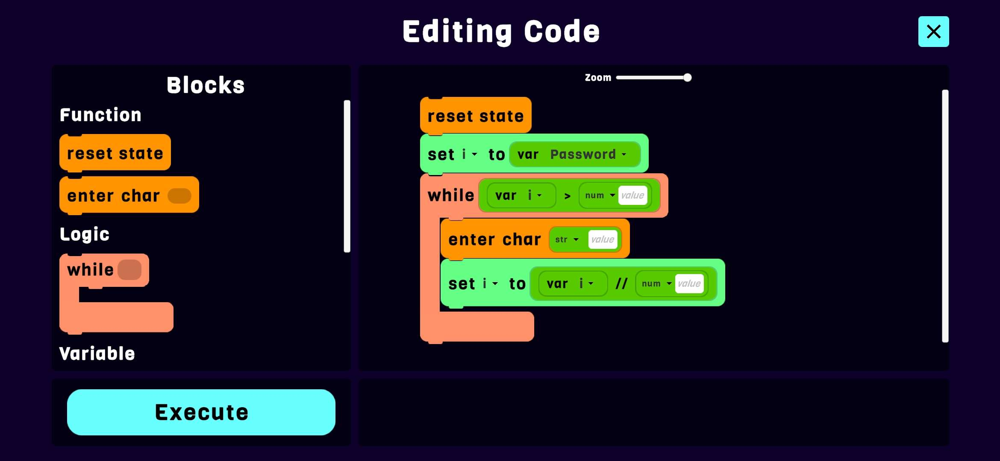 Editing Code
Blocks
Function
reset state
enter char
Logic
while
Variable
Execute
Zoom
reset state
set i to var Password
while var i > num value
enter char str value
set i to var i // num value